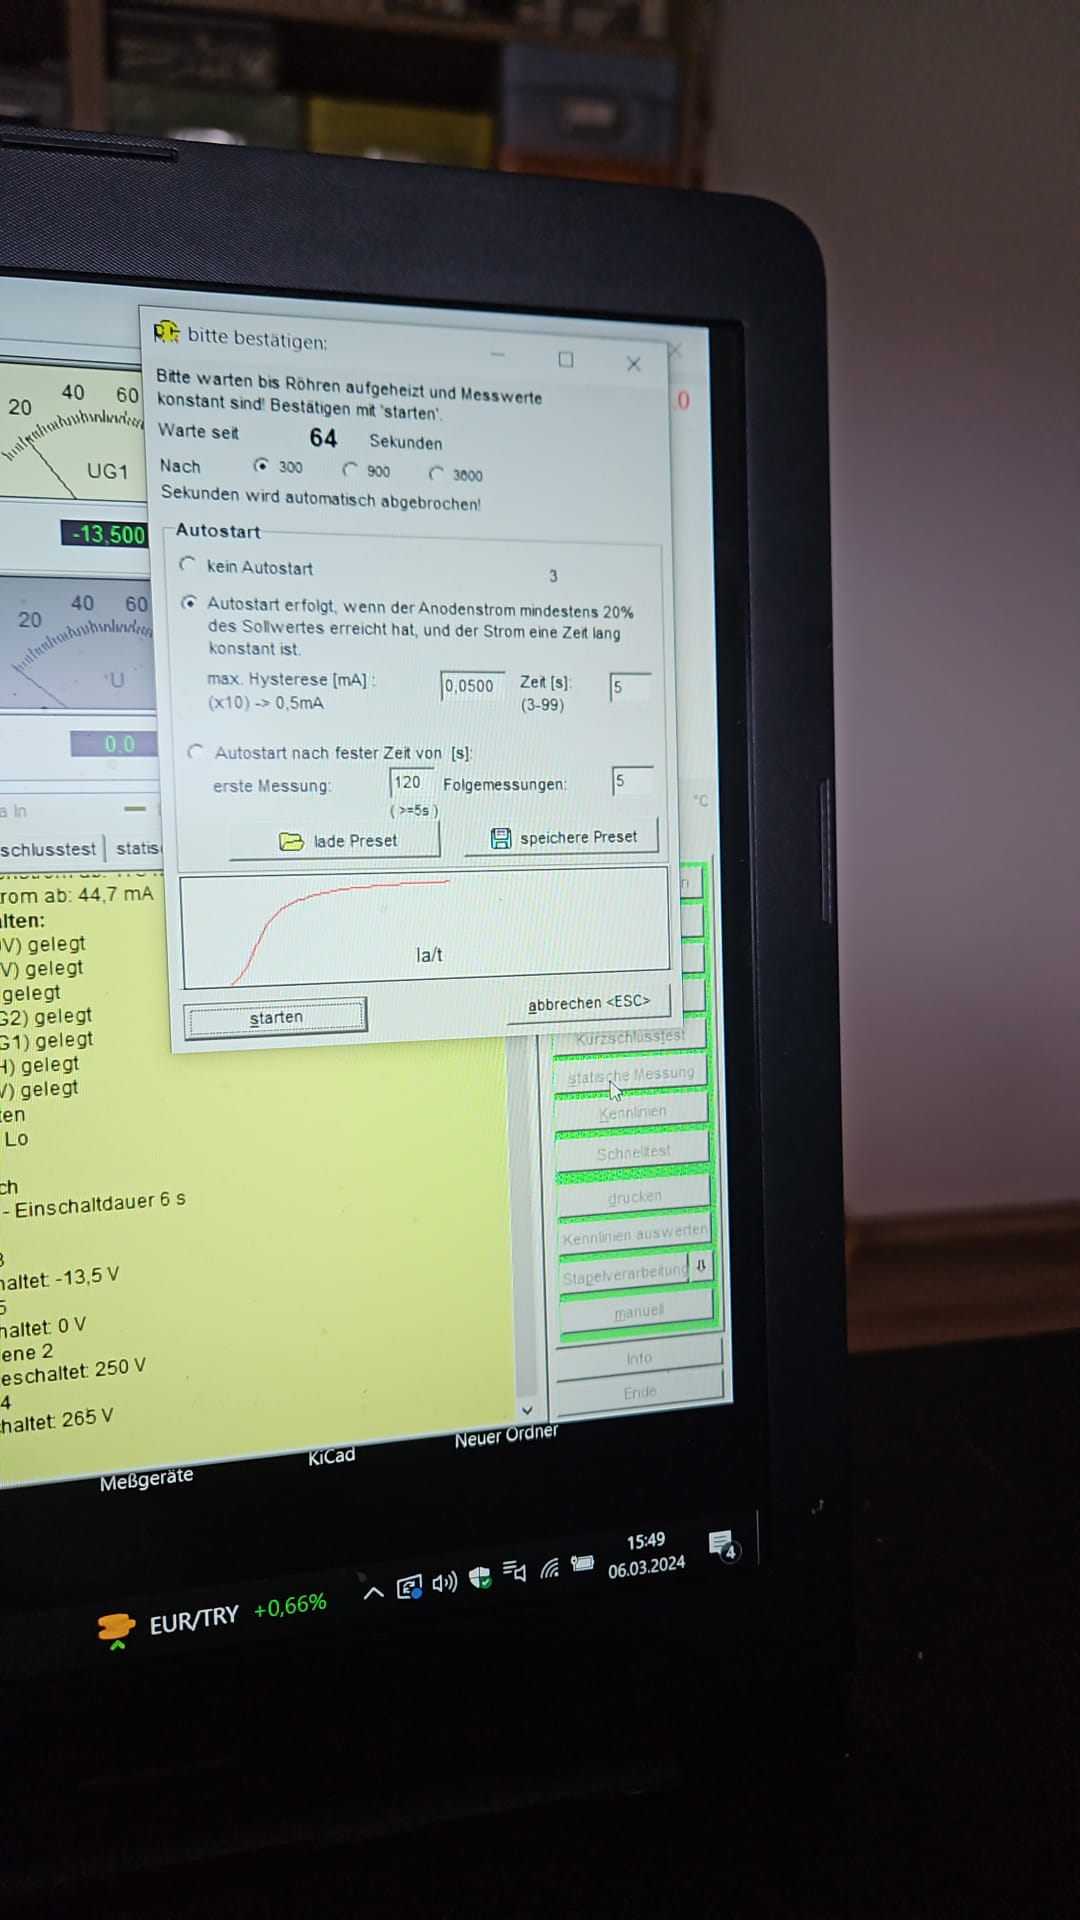 bitte bestätigen:
Bitte warten bis Röhren aufgeheizt und Messwerte
konstant sind! Bestätigen mit 'starten'.
Warte seit 64 Sekunden
Nach 300 900 3600
Sekunden wird automatisch abgebrochen!
Autostart
kein Autostart
3
Autostart erfolgt, wenn der Anodenstrom mindestens 20%
des Sollwertes erreicht hat, und der Strom eine Zeit lang
konstant ist.
max. Hysterese [mA] : 0,0500 Zeit [s]: 5
(x10) -> 0,5mA (3-99)
Autostart nach fester Zeit von [s]:
erste Messung: 120 Folgemessungen: 5
( >=5s )
lade Preset speichere Preset
Ia/t
starten abbrechen <ESC>
20 40 60
UG1
-13,500
20 40 60
U
0.0
.0
a In
°C
schlusstest statis
rom ab: 44,7 mA
lten:
V) gelegt
V) gelegt
gelegt
G2) gelegt
G1) gelegt
H) gelegt
V) gelegt
ten
Lo
ch
- Einschaltdauer 6 s
haltet: -13,5 V
5
haltet: 0 V
ene 2
eschaltet: 250 V
4
haltet: 265 V
Kurzschlusstest
statische Messung
Kennlinien
Schnelltest
drucken
Kennlinien auswerten
Stapelverarbeitung
manuell
Info
Ende
Meßgeräte
KiCad
Neuer Ordner
EUR/TRY +0,66%
15:49
06.03.2024
4